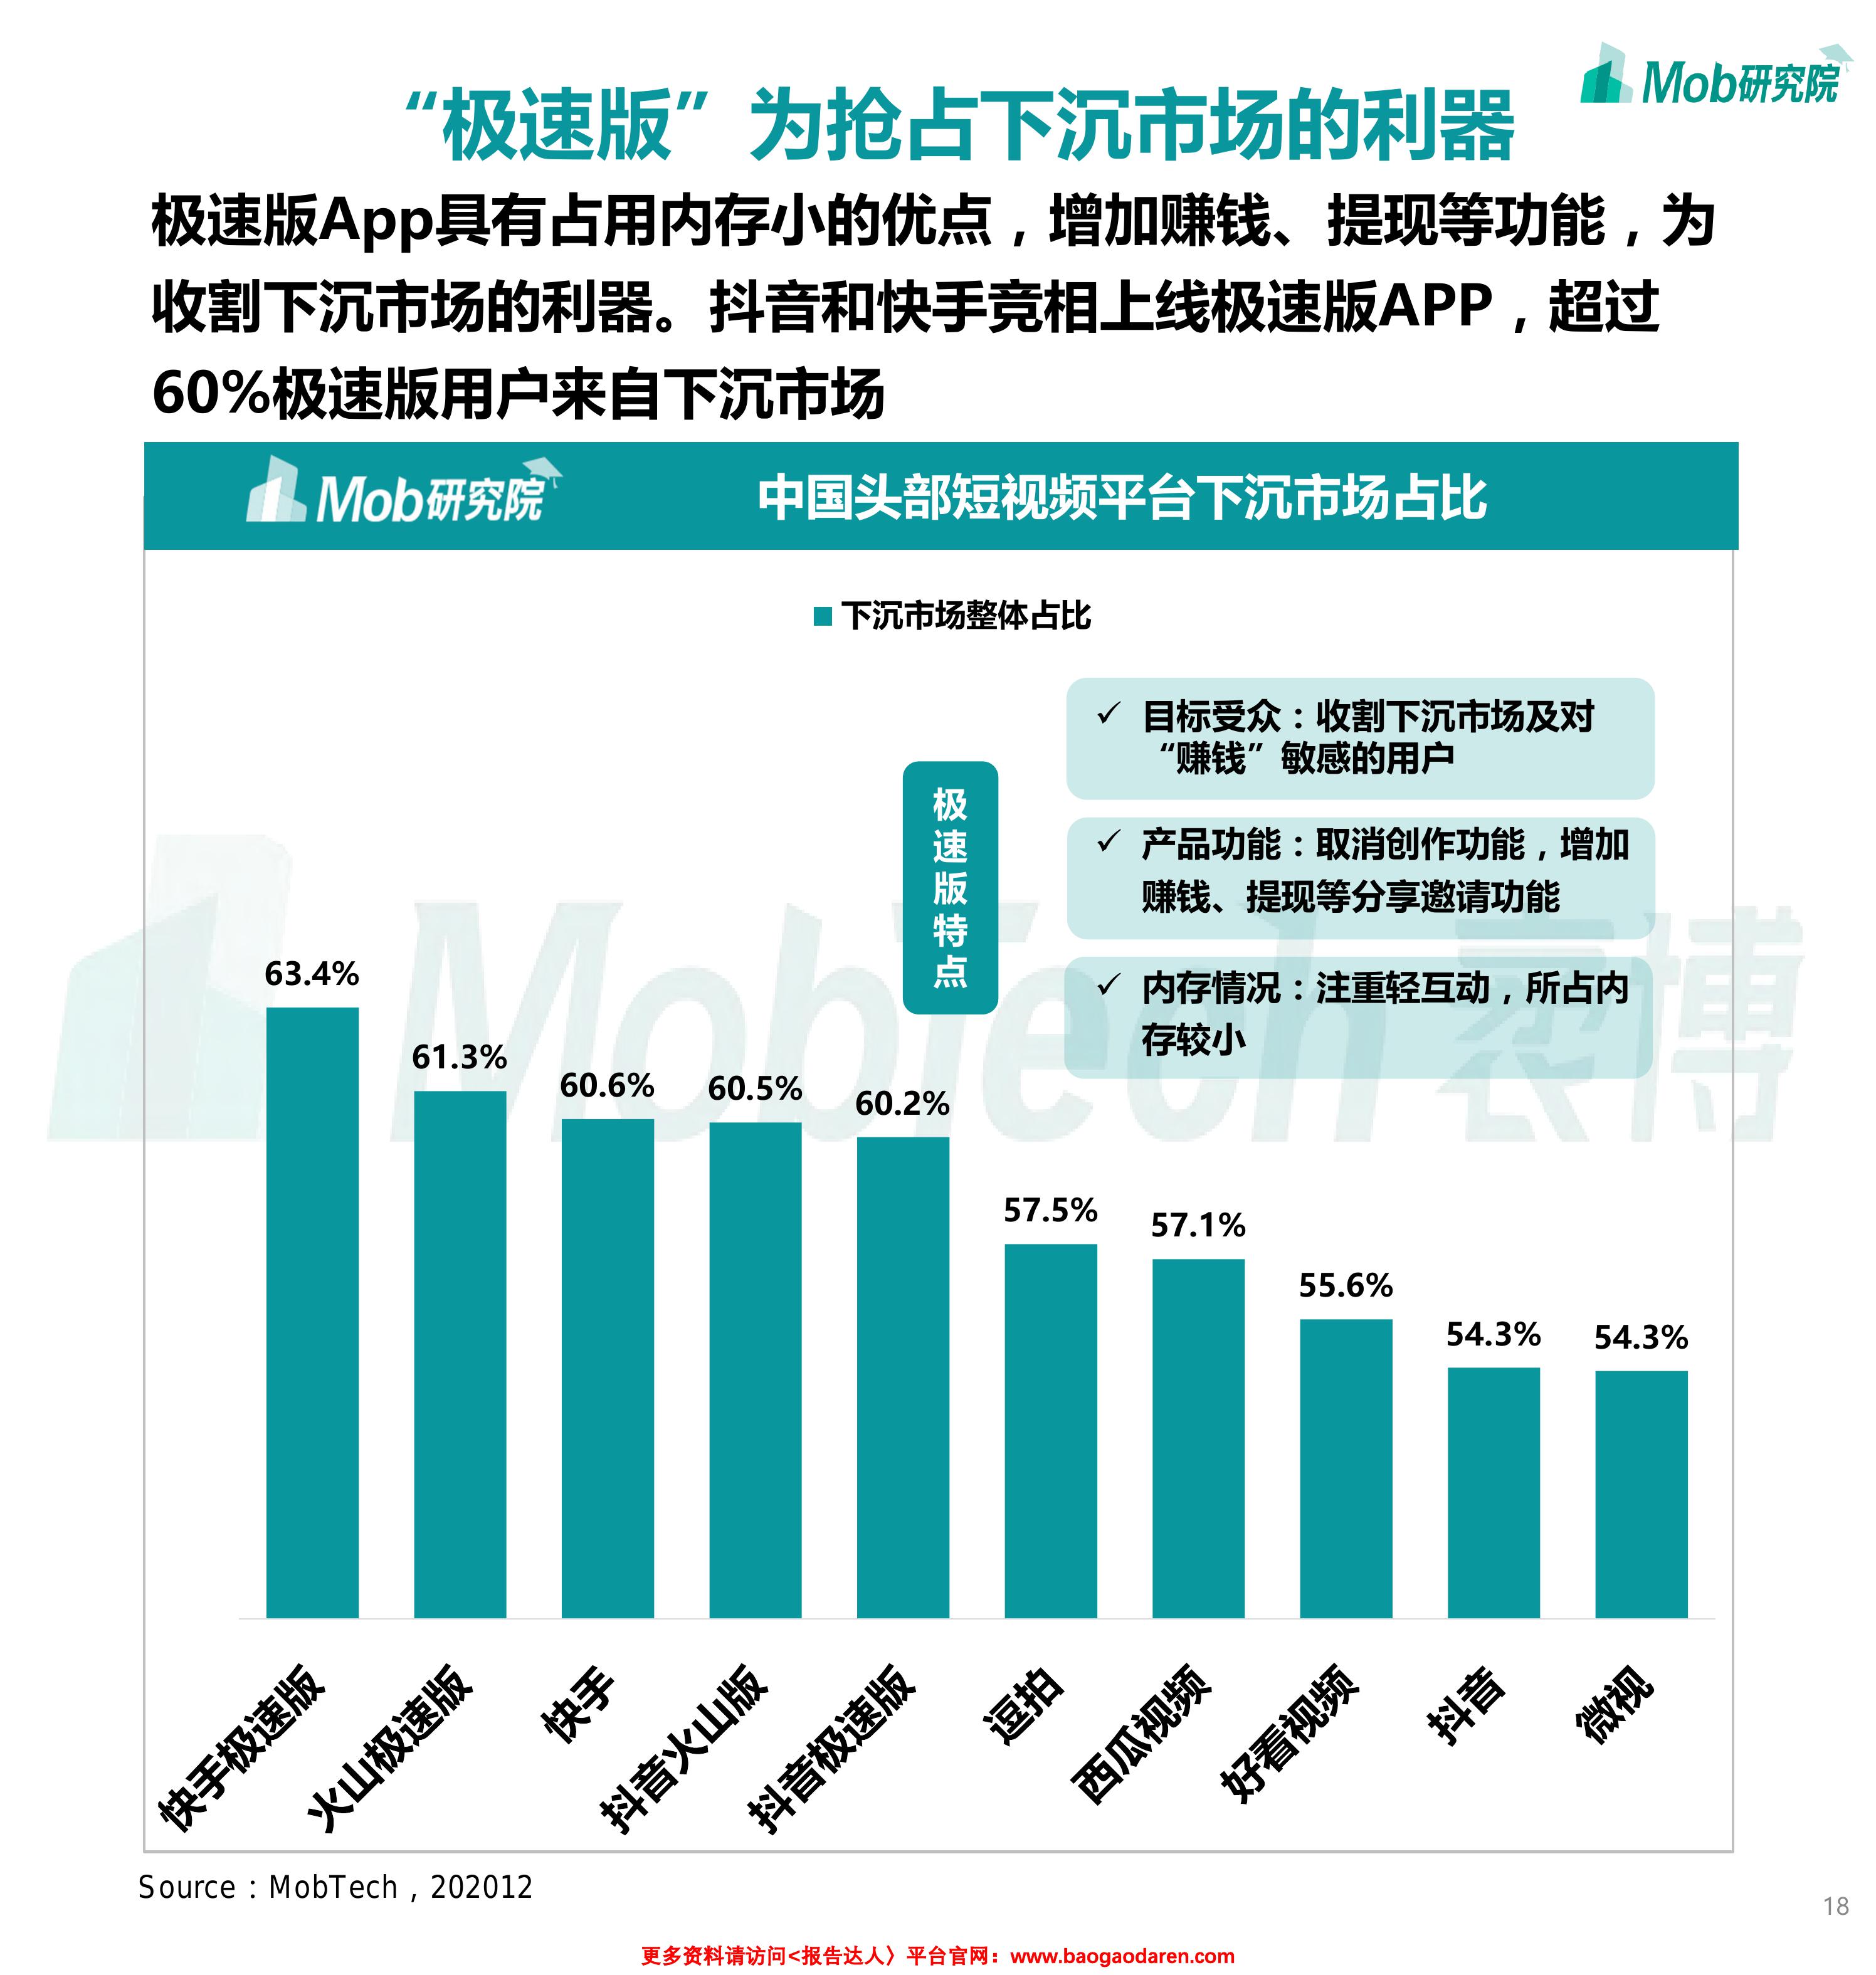 Mob研究院
“极速版”为抢占下沉市场的利器
极速版App具有占用内存小的优点，增加赚钱、提现等功能，为
收割下沉市场的利器。抖音和快手竞相上线极速版APP，超过
60%极速版用户来自下沉市场
Mob研究院
中国头部短视频平台下沉市场占比
下沉市场整体占比
极速版特点
✓ 目标受众：收割下沉市场及对
“赚钱”敏感的用户
✓ 产品功能：取消创作功能，增加
赚钱、提现等分享邀请功能
✓ 内存情况：注重轻互动，所占内
存较小
MobTech 袤博
63.4%
61.3%
60.6%
60.5%
60.2%
57.5%
57.1%
55.6%
54.3%
54.3%
快手极速版
火山极速版
快手
抖音火山版
抖音极速版
逗拍
西瓜视频
好看视频
抖音
微视
Source：MobTech，202012
18
更多资料请访问<报告达人〉平台官网：www.baogaodaren.com